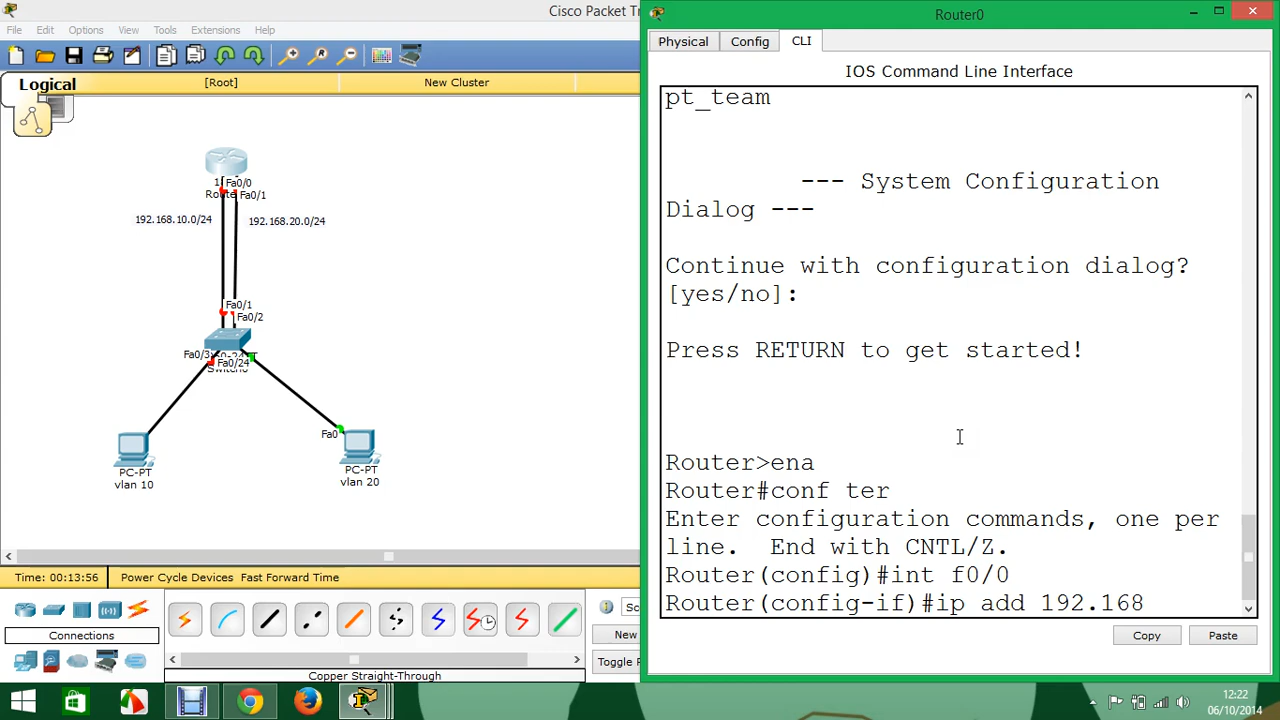 Cisco Packet Tr
File Edit Options View Tools Extensions Help
Logical
[Root]
New Cluster
Fa0/0
Fa0/1
192.168.10.0/24
192.168.20.0/24
Fa0/1
Fa0/2
Fa0/3
Fa0/24
Fa0
PC-PT
vlan 10
PC-PT
vlan 20
Time: 00:13:56 Power Cycle Devices Fast Forward Time
Connections
Copper Straight-Through
Sc
New
Toggle
Router0
Physical Config CLI
IOS Command Line Interface
pt_team
--- System Configuration
Dialog ---
Continue with configuration dialog?
[yes/no]:
Press RETURN to get started!
Router>ena
Router#conf ter
Enter configuration commands, one per
line. End with CNTL/Z.
Router(config)#int f0/0
Router(config-if)#ip add 192.168
Copy Paste
12:22
06/10/2014